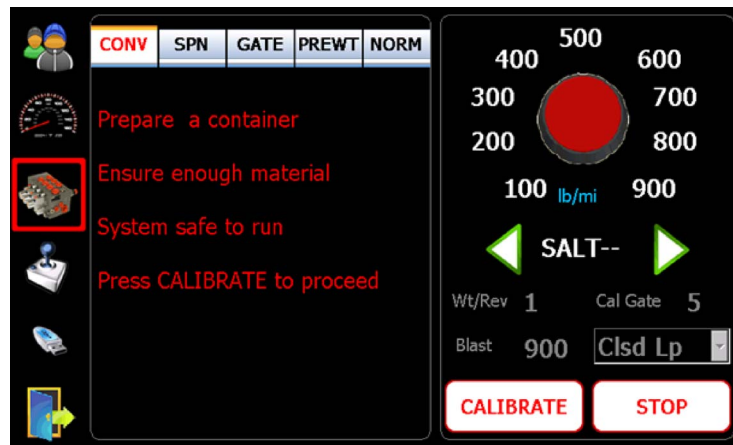 CONV SPN GATE PREWT NORM
Prepare a container
Ensure enough material
System safe to run
Press CALIBRATE to proceed
500
400 600
300 700
200 800
100 lb/mi 900
SALT--
Wt/Rev 1 Cal Gate 5
Blast 900 Clsd Lp
CALIBRATE STOP